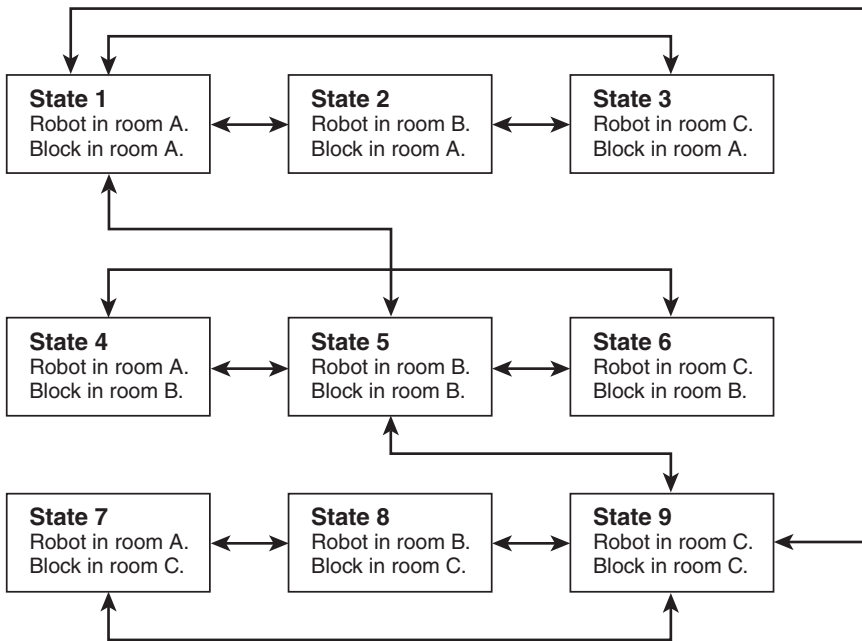 State 1
Robot in room A.
Block in room A.
State 2
Robot in room B.
Block in room A.
State 3
Robot in room C.
Block in room A.
State 4
Robot in room A.
Block in room B.
State 5
Robot in room B.
Block in room B.
State 6
Robot in room C.
Block in room B.
State 7
Robot in room A.
Block in room C.
State 8
Robot in room B.
Block in room C.
State 9
Robot in room C.
Block in room C.